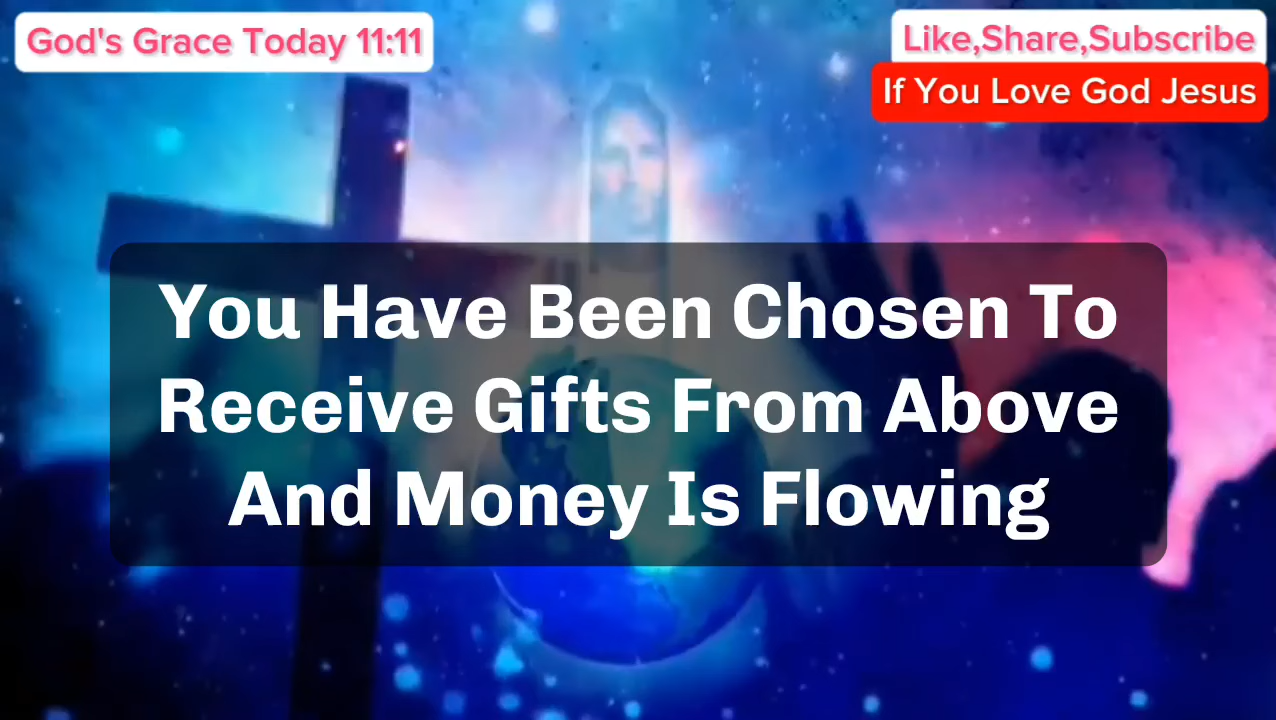 God's Grace Today 11:11
Like,Share,Subscribe
If You Love God Jesus
You Have Been Chosen To
Receive Gifts From Above
And Money Is Flowing